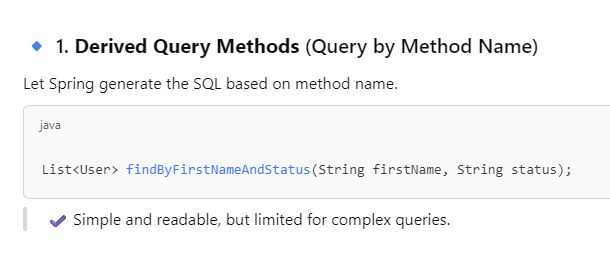 🔹 1. Derived Query Methods (Query by Method Name)
Let Spring generate the SQL based on method name.
java
List<User> findByFirstNameAndStatus(String firstName, String status);
✔ Simple and readable, but limited for complex queries.